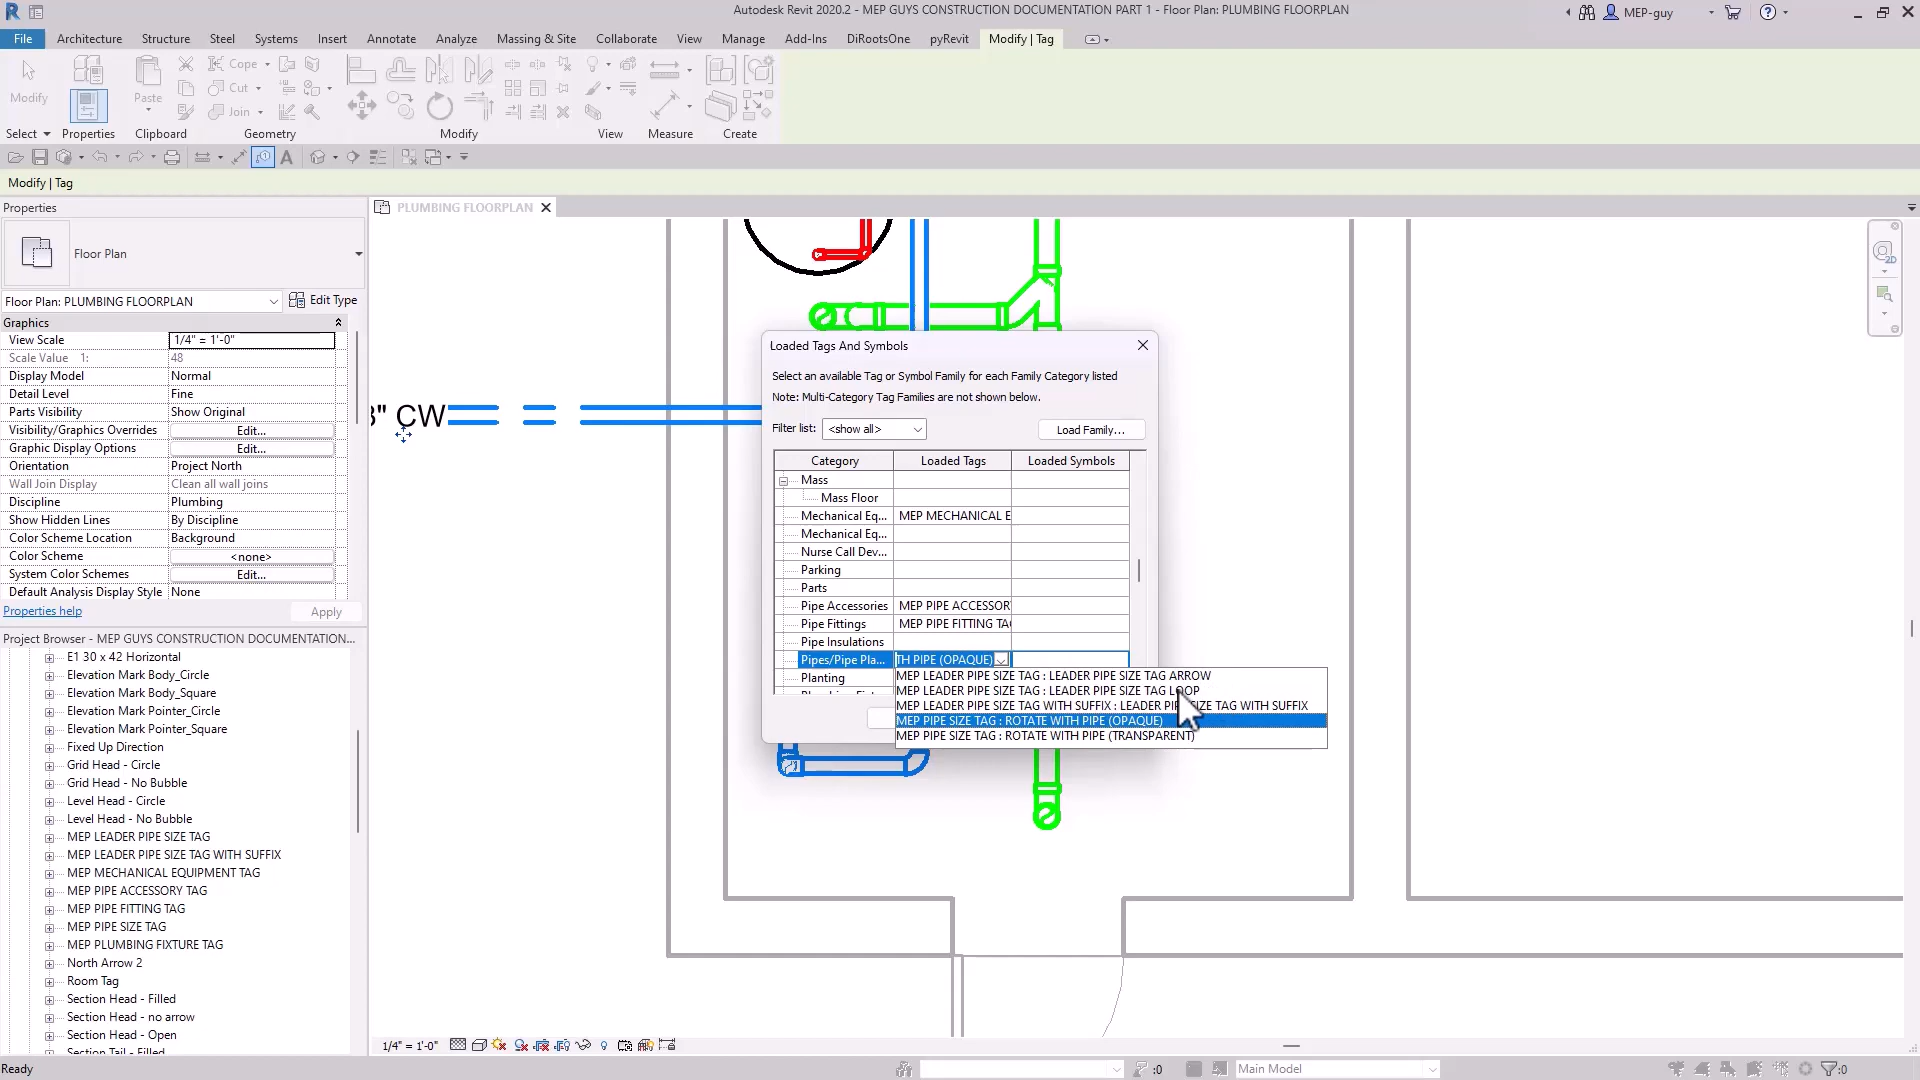 Autodesk Revit 2020.2 - MEP GUYS CONSTRUCTION DOCUMENTATION PART 1 - Floor Plan: PLUMBING FLOORPLAN
MEP-guy
File Architecture Structure Steel Systems Insert Annotate Analyze Massing & Site Collaborate View Manage Add-Ins DiRootsOne pyRevit Modify | Tag
Modify
Paste
Cope
Cut
Join
Select Properties Clipboard Geometry Modify View Measure Create
Modify | Tag
Properties
PLUMBING FLOORPLAN
Floor Plan
Floor Plan: PLUMBING FLOORPLAN
Edit Type
Graphics
View Scale 1/4" = 1'-0"
Scale Value 1: 48
Display Model Normal
Detail Level Fine
Parts Visibility Show Original
Visibility/Graphics Overrides Edit...
Graphic Display Options Edit...
Orientation Project North
Wall Join Display Clean all wall joins
Discipline Plumbing
Show Hidden Lines By Discipline
Color Scheme Location Background
Color Scheme <none>
System Color Schemes Edit...
Default Analysis Display Style None
Properties help
Apply
Project Browser - MEP GUYS CONSTRUCTION DOCUMENTATION...
E1 30 x 42 Horizontal
Elevation Mark Body_Circle
Elevation Mark Body_Square
Elevation Mark Pointer_Circle
Elevation Mark Pointer_Square
Fixed Up Direction
Grid Head - Circle
Grid Head - No Bubble
Level Head - Circle
Level Head - No Bubble
MEP LEADER PIPE SIZE TAG
MEP LEADER PIPE SIZE TAG WITH SUFFIX
MEP MECHANICAL EQUIPMENT TAG
MEP PIPE ACCESSORY TAG
MEP PIPE FITTING TAG
MEP PIPE SIZE TAG
MEP PLUMBING FIXTURE TAG
North Arrow 2
Room Tag
Section Head - Filled
Section Head - no arrow
Section Head - Open
Section Tail - Filled
" CW
Loaded Tags And Symbols
Select an available Tag or Symbol Family for each Family Category listed
Note: Multi-Category Tag Families are not shown below.
Filter list: <show all>
Load Family...
Category Loaded Tags Loaded Symbols
Mass
Mass Floor
Mechanical Eq... MEP MECHANICAL E
Mechanical Eq...
Nurse Call Dev...
Parking
Parts
Pipe Accessories MEP PIPE ACCESSOR
Pipe Fittings MEP PIPE FITTING TA
Pipe Insulations
Pipes/Pipe Pla... TH PIPE (OPAQUE)
Planting
MEP LEADER PIPE SIZE TAG : LEADER PIPE SIZE TAG ARROW
MEP LEADER PIPE SIZE TAG : LEADER PIPE SIZE TAG LOOP
MEP LEADER PIPE SIZE TAG WITH SUFFIX : LEADER PIPE SIZE TAG WITH SUFFIX
MEP PIPE SIZE TAG : ROTATE WITH PIPE (OPAQUE)
MEP PIPE SIZE TAG : ROTATE WITH PIPE (TRANSPARENT)
1/4" = 1'-0"
Ready
:0
Main Model
:0